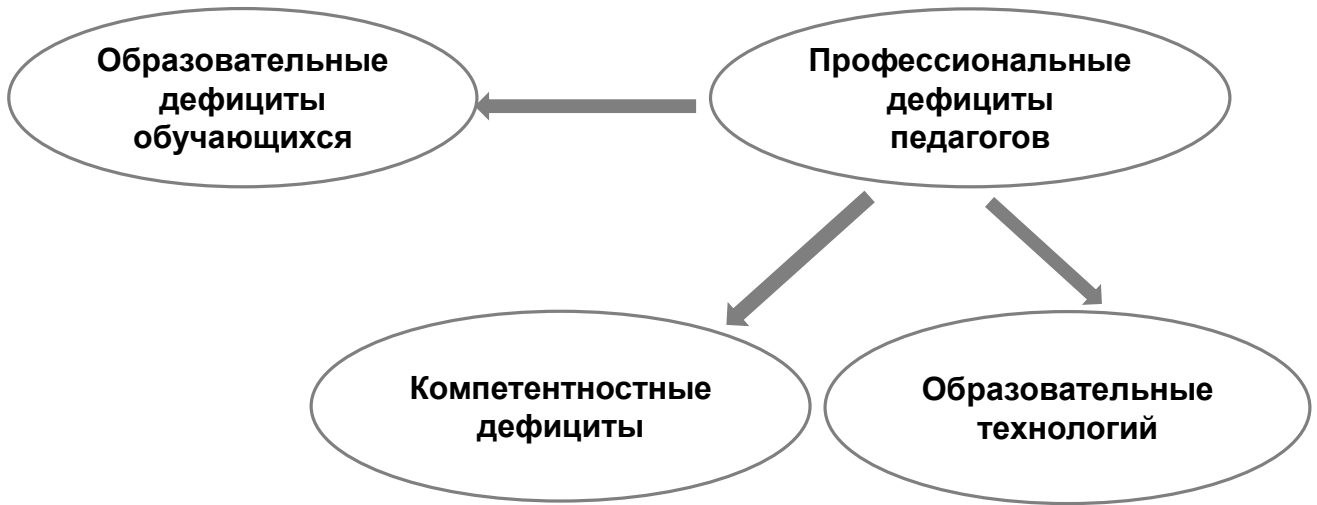 Образовательные
дефициты
обучающихся
Профессиональные
дефициты
педагогов
Компетентностные
дефициты
Образовательные
технологий